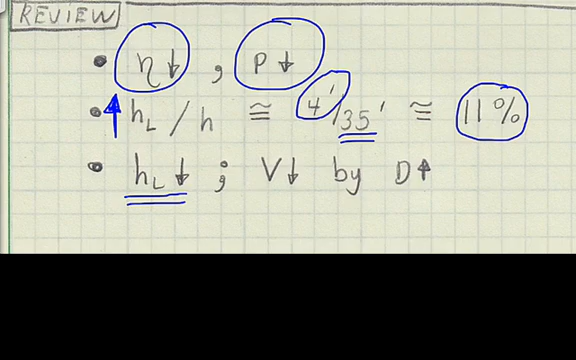 REVIEW
• η↓ ; P↓
• ↑ hL / h ≅ 4'/35' ≅ 11%
• hL↓ ; V↓ by D↑